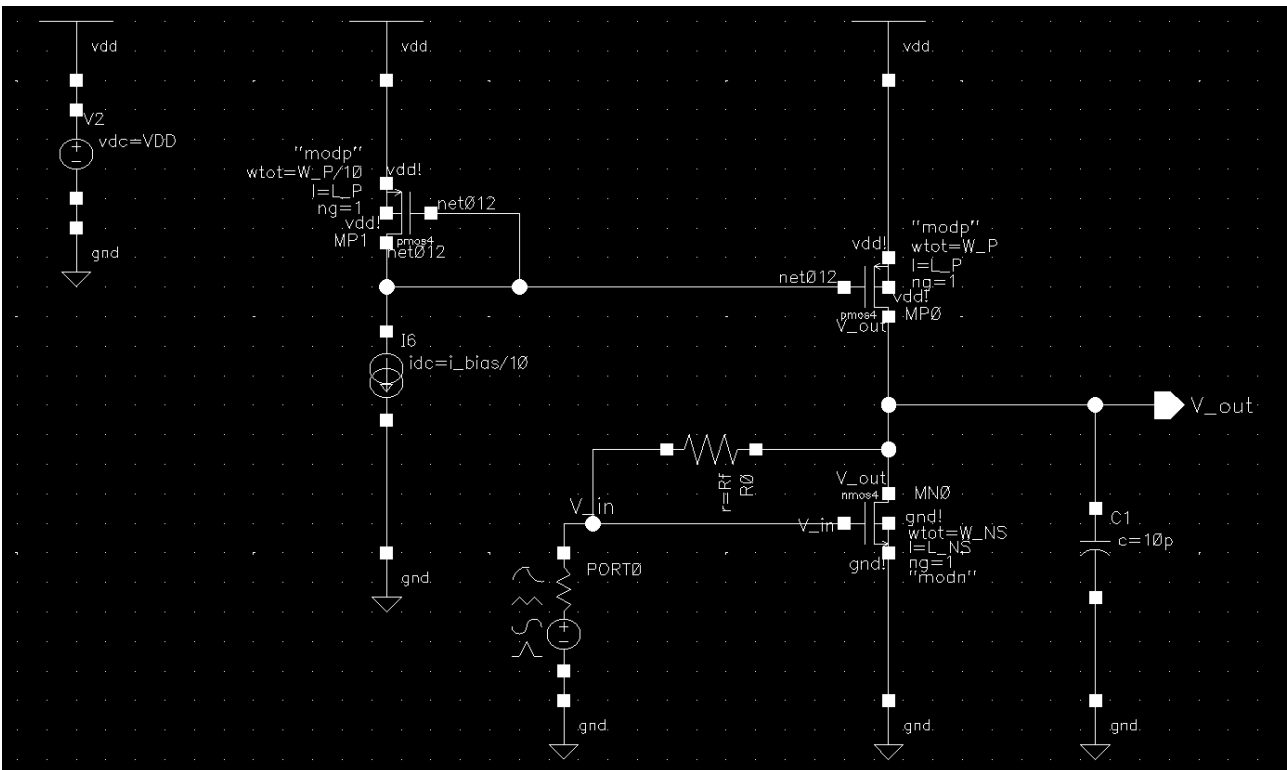 vdd
V2
vdc=VDD
gnd
vdd
"modp"
wtot=W_P/10
l=L_P
ng=1
vdd!
vdd!
MP1
pmos4
net012
net012
I6
idc=i_bias/10
gnd
vdd
"modp"
wtot=W_P
l=L_P
ng=1
vdd!
vdd!
net012
pmos4
MP0
V_out
V_out
r=Rf
R0
V_in
V_in
PORT0
gnd
V_out
nmos4
MN0
gnd!
wtot=W_NS
l=L_NS
ng=1
"modn"
gnd!
gnd
C1
c=10p
gnd